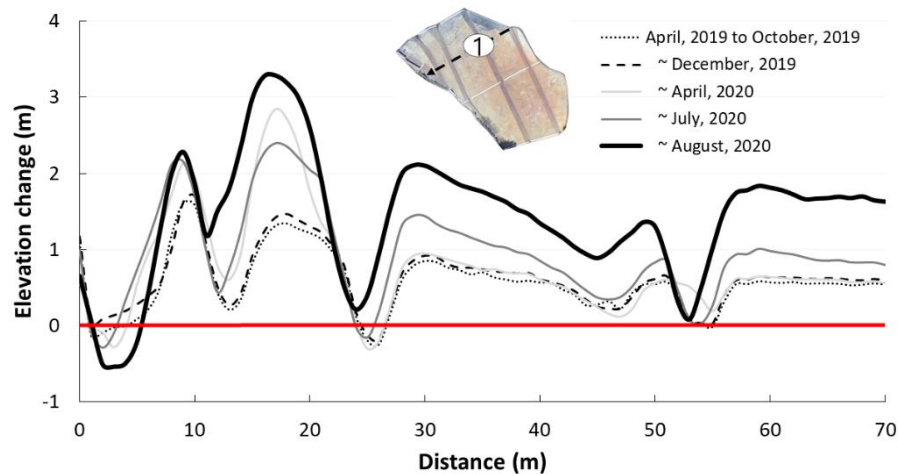 4
3
2
1
0
-1
Elevation change (m)
0
10
20
30
40
50
60
70
Distance (m)
1
April, 2019 to October, 2019
~ December, 2019
~ April, 2020
~ July, 2020
~ August, 2020